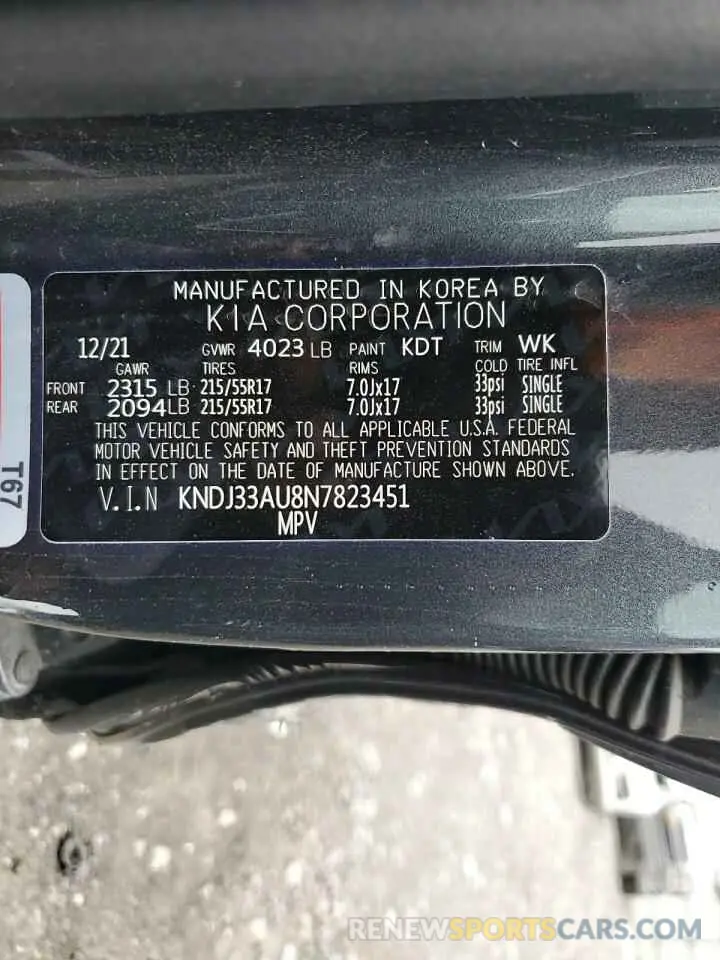 MANUFACTURED IN KOREA BY
KIA CORPORATION
12/21 GVWR 4023 LB PAINT KDT TRIM WK
GAWR TIRES RIMS COLD TIRE INFL
FRONT 2315 LB 215/55R17 7.0Jx17 33psi SINGLE
REAR 2094 LB 215/55R17 7.0Jx17 33psi SINGLE
THIS VEHICLE CONFORMS TO ALL APPLICABLE U.S.A. FEDERAL
MOTOR VEHICLE SAFETY AND THEFT PREVENTION STANDARDS
IN EFFECT ON THE DATE OF MANUFACTURE SHOWN ABOVE.
V.I.N KNDJ33AU8N7823451
MPV
T67
RENEWSPORTSCARS.COM